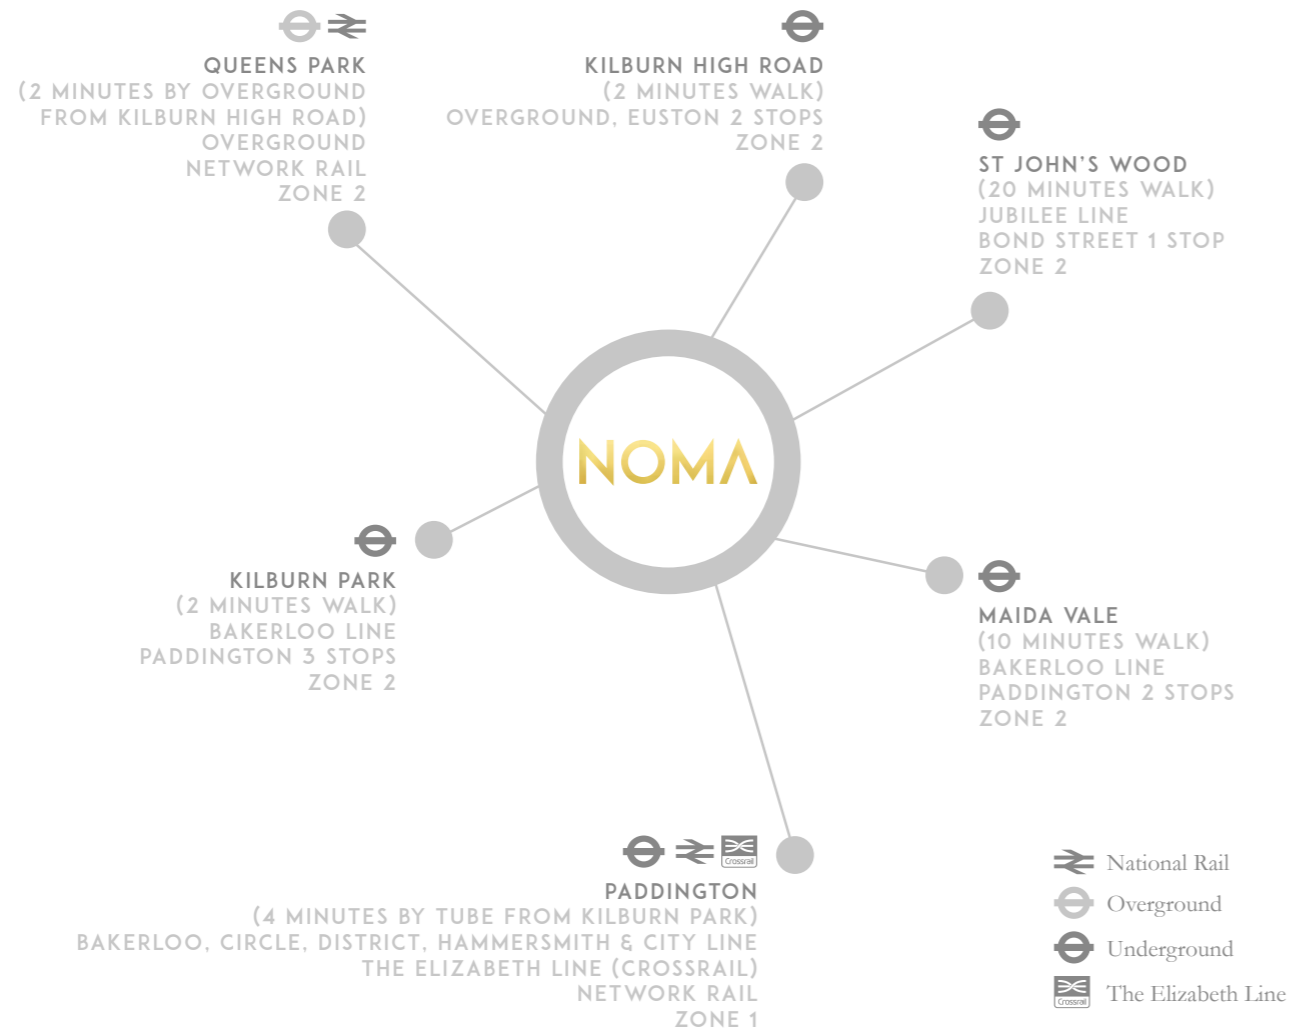 QUEENS PARK
(2 MINUTES BY OVERGROUND
FROM KILBURN HIGH ROAD)
OVERGROUND
NETWORK RAIL
ZONE 2
KILBURN HIGH ROAD
(2 MINUTES WALK)
OVERGROUND, EUSTON 2 STOPS
ZONE 2
ST JOHN'S WOOD
(20 MINUTES WALK)
JUBILEE LINE
BOND STREET 1 STOP
ZONE 2
NOMA
KILBURN PARK
(2 MINUTES WALK)
BAKERLOO LINE
PADDINGTON 3 STOPS
ZONE 2
MAIDA VALE
(10 MINUTES WALK)
BAKERLOO LINE
PADDINGTON 2 STOPS
ZONE 2
Crossrail
PADDINGTON
(4 MINUTES BY TUBE FROM KILBURN PARK)
BAKERLOO, CIRCLE, DISTRICT, HAMMERSMITH & CITY LINE
THE ELIZABETH LINE (CROSSRAIL)
NETWORK RAIL
ZONE 1
National Rail
Overground
Underground
Crossrail The Elizabeth Line